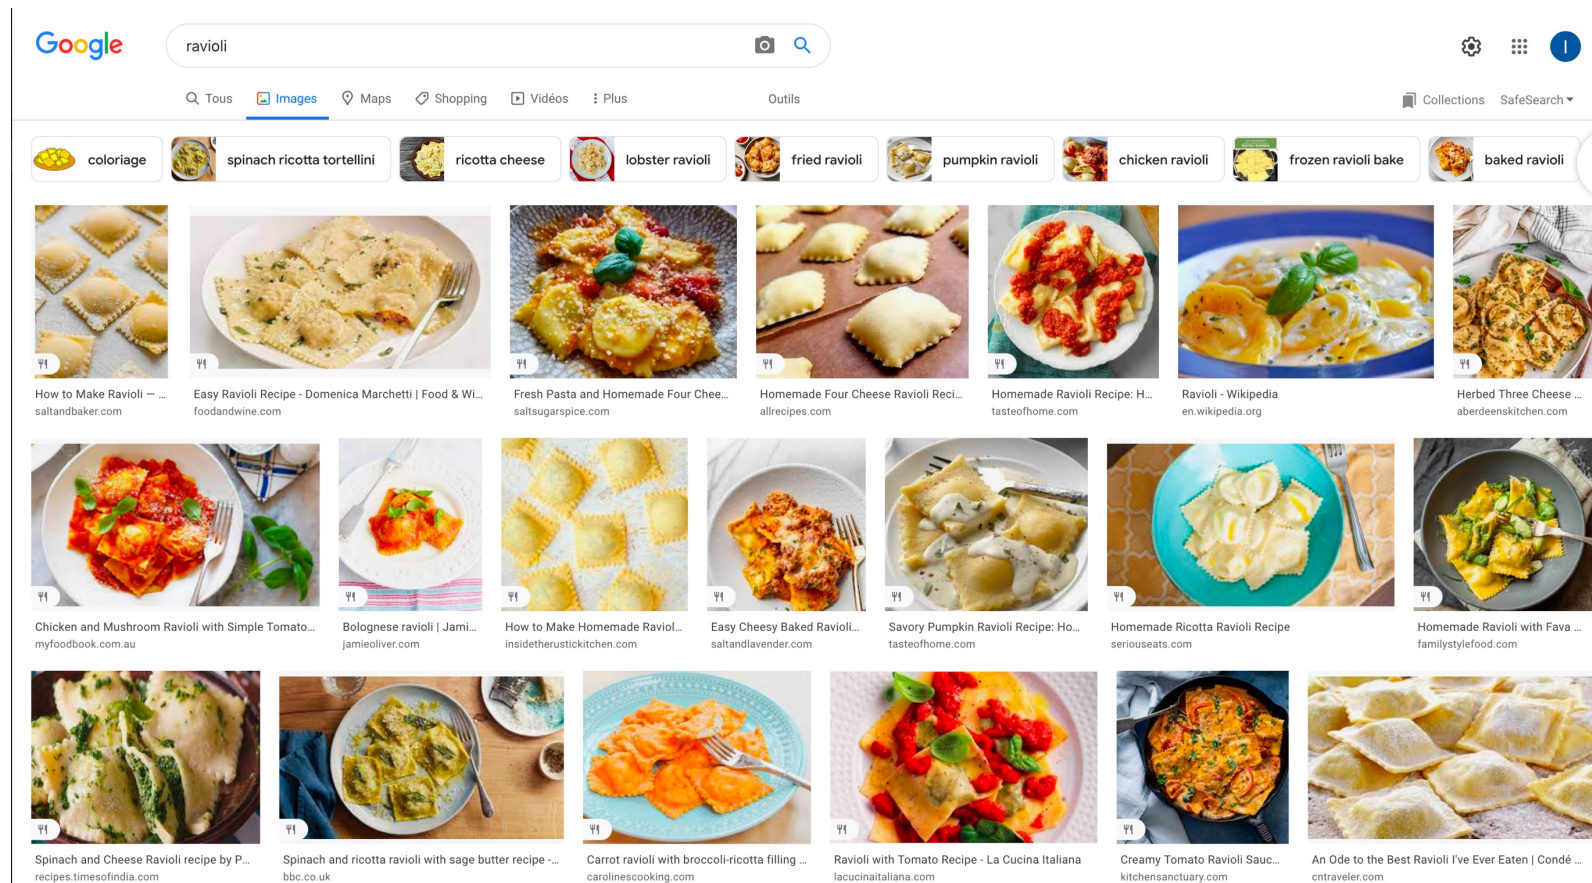 Google
ravioli
I
Tous
Images
Maps
Shopping
Vidéos
Plus
Outils
Collections
SafeSearch
coloriage
spinach ricotta tortellini
ricotta cheese
lobster ravioli
fried ravioli
pumpkin ravioli
chicken ravioli
frozen ravioli bake
baked ravioli
How to Make Ravioli — ...
saltandbaker.com
Easy Ravioli Recipe - Domenica Marchetti | Food & Wi...
foodandwine.com
Fresh Pasta and Homemade Four Chee...
saltsugarspice.com
Homemade Four Cheese Ravioli Reci...
allrecipes.com
Homemade Ravioli Recipe: H...
tasteofhome.com
Ravioli - Wikipedia
en.wikipedia.org
Herbed Three Cheese ...
aberdeenskitchen.com
Chicken and Mushroom Ravioli with Simple Tomato...
myfoodbook.com.au
Bolognese ravioli | Jami...
jamieoliver.com
How to Make Homemade Raviol...
insidetherustickitchen.com
Easy Cheesy Baked Ravioli...
saltandlavender.com
Savory Pumpkin Ravioli Recipe: Ho...
tasteofhome.com
Homemade Ricotta Ravioli Recipe
seriouseats.com
Homemade Ravioli with Fava ...
familystylefood.com
Spinach and Cheese Ravioli recipe by P...
recipes.timesofindia.com
Spinach and ricotta ravioli with sage butter recipe -...
bbc.co.uk
Carrot ravioli with broccoli-ricotta filling ...
carolinescooking.com
Ravioli with Tomato Recipe - La Cucina Italiana
lacucinaitaliana.com
Creamy Tomato Ravioli Sauc...
kitchensanctuary.com
An Ode to the Best Ravioli I've Ever Eaten | Condé ...
cntraveler.com